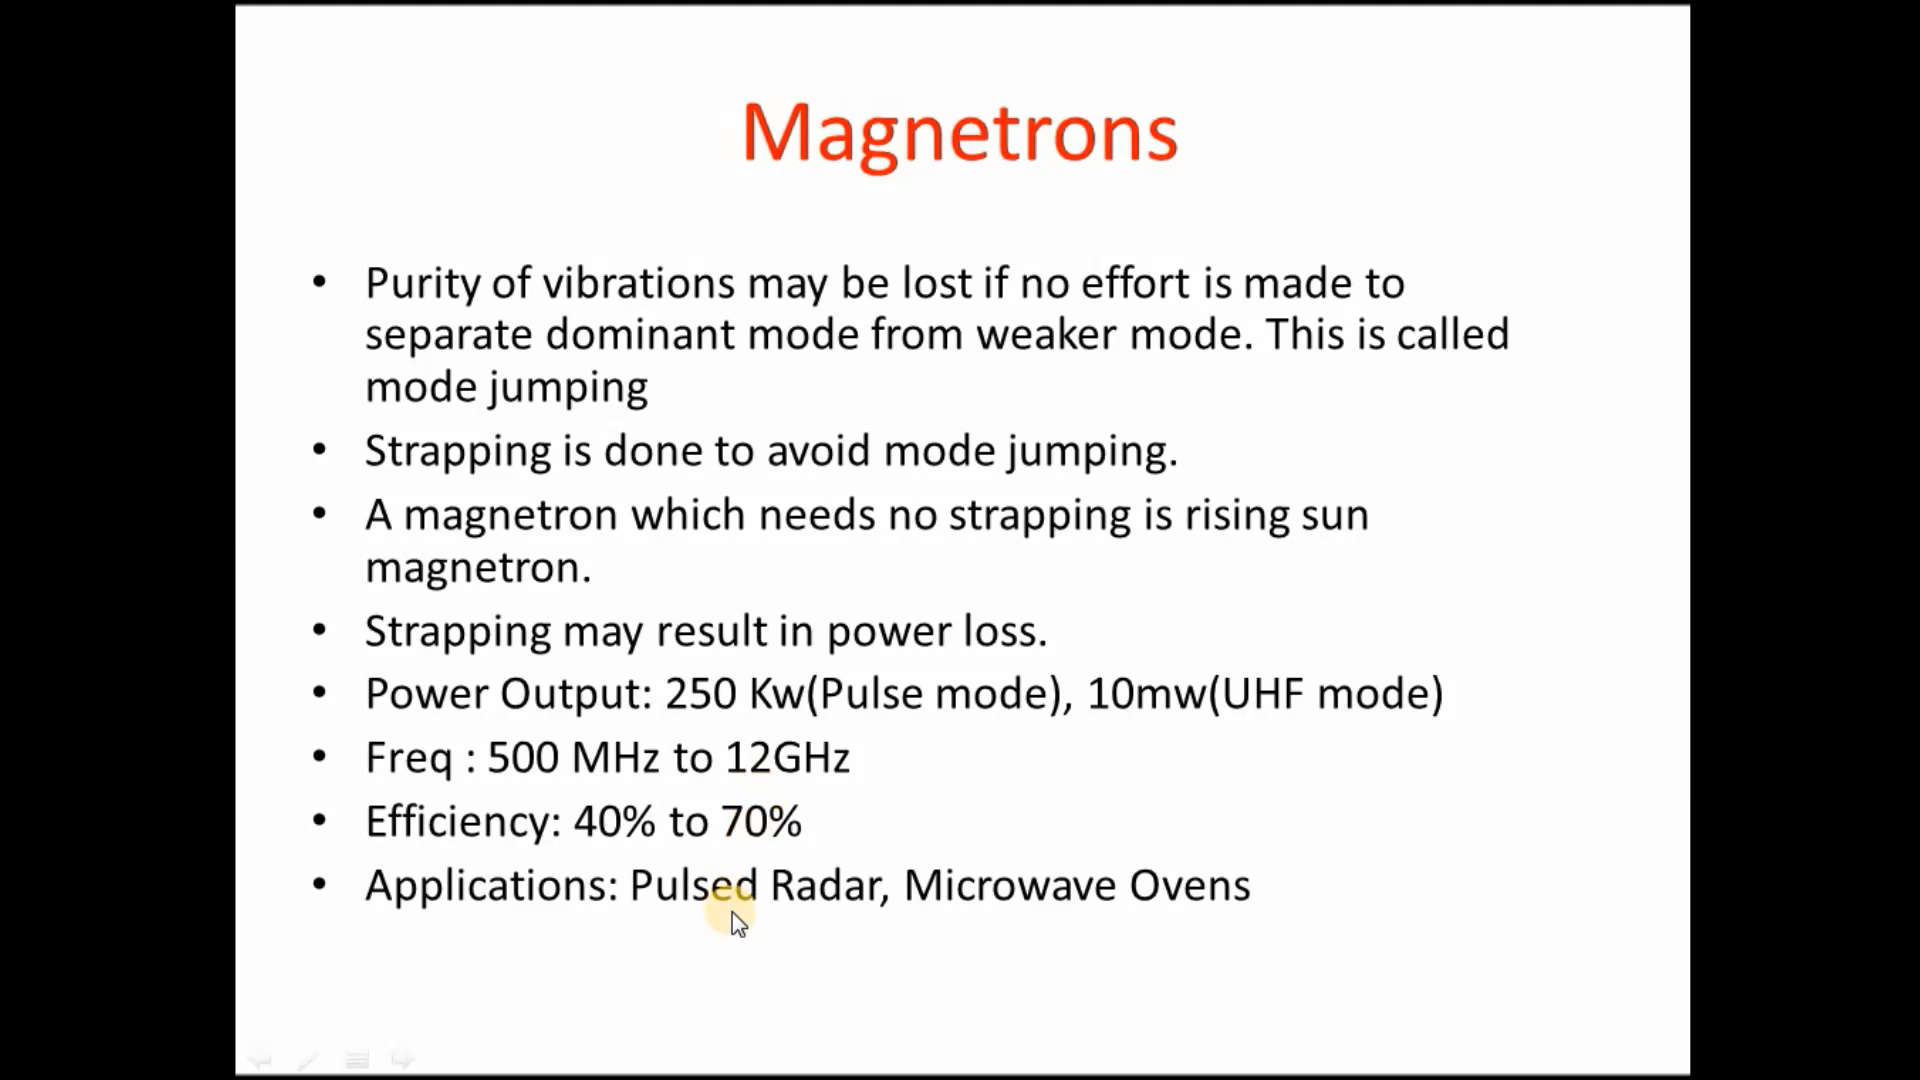 Magnetrons
• Purity of vibrations may be lost if no effort is made to
separate dominant mode from weaker mode. This is called
mode jumping
• Strapping is done to avoid mode jumping.
• A magnetron which needs no strapping is rising sun
magnetron.
• Strapping may result in power loss.
• Power Output: 250 Kw(Pulse mode), 10mw(UHF mode)
• Freq : 500 MHz to 12GHz
• Efficiency: 40% to 70%
• Applications: Pulsed Radar, Microwave Ovens